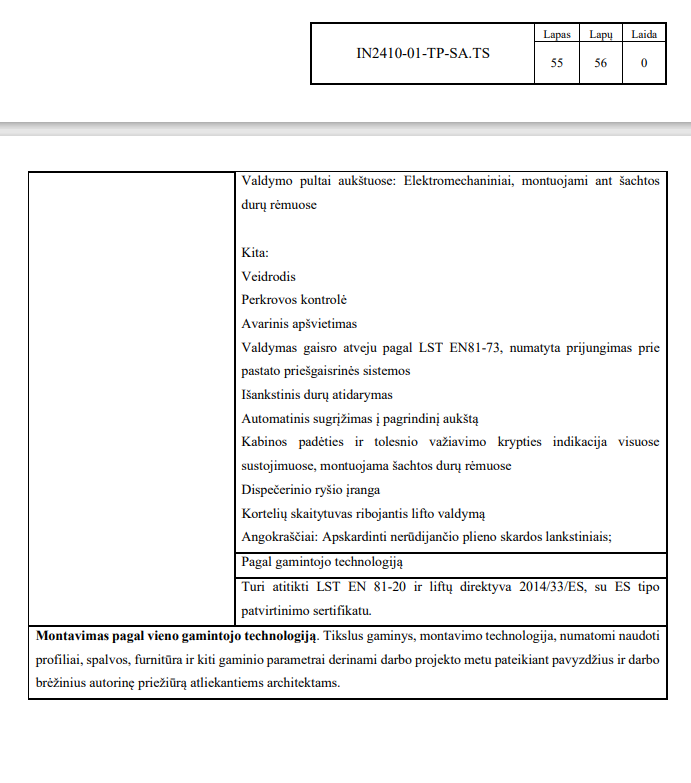 IN2410-01-TP-SA.TS
Lapas Lapų Laida
55 56 0
Valdymo pultai aukštuose: Elektromechaniniai, montuojami ant šachtos
durų rėmuose
Kita:
Veidrodis
Perkrovos kontrolė
Avarinis apšvietimas
Valdymas gaisro atveju pagal LST EN81-73, numatyta prijungimas prie
pastato priešgaisrinės sistemos
Išankstinis durų atidarymas
Automatinis sugrįžimas į pagrindinį aukštą
Kabinos padėties ir tolesnio važiavimo krypties indikacija visuose
sustojimuose, montuojama šachtos durų rėmuose
Dispečerinio ryšio įranga
Kortelių skaitytuvas ribojantis lifto valdymą
Angokraščiai: Apskardinti nerūdijančio plieno skardos lankstiniais;
Pagal gamintojo technologiją
Turi atitikti LST EN 81-20 ir liftų direktyva 2014/33/ES, su ES tipo
patvirtinimo sertifikatu.
Montavimas pagal vieno gamintojo technologiją. Tikslus gaminys, montavimo technologija, numatomi naudoti
profiliai, spalvos, furnitūra ir kiti gaminio parametrai derinami darbo projekto metu pateikiant pavyzdžius ir darbo
brėžinius autorinę priežiūrą atliekantiems architektams.